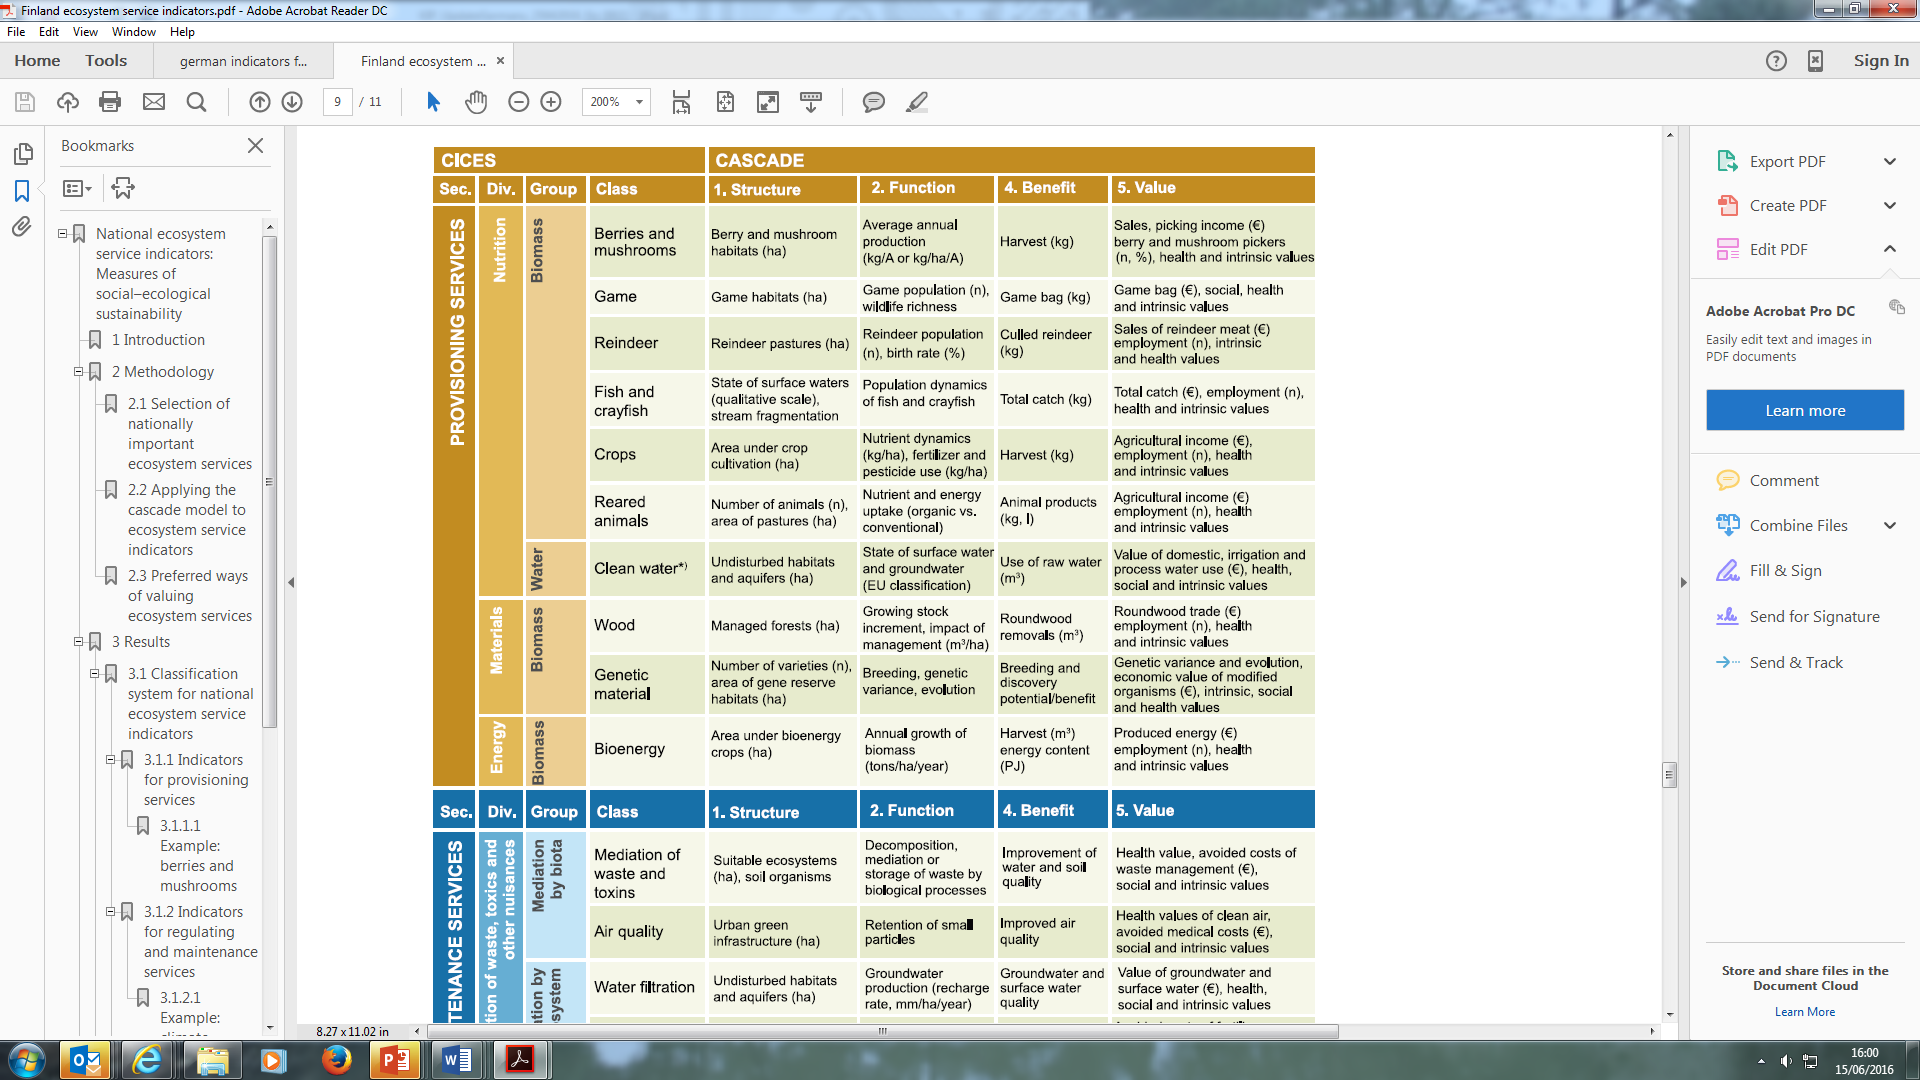 Finland ecosystem service indicators.pdf - Adobe Acrobat Reader DC
File Edit View Window Help
Home Tools german indicators f... Finland ecosystem ... × Sign In
9 / 11 200%
Bookmarks
National ecosystem
service indicators:
Measures of
social–ecological
sustainability
1 Introduction
2 Methodology
2.1 Selection of
nationally
important
ecosystem services
2.2 Applying the
cascade model to
ecosystem service
indicators
2.3 Preferred ways
of valuing
ecosystem services
3 Results
3.1 Classification
system for national
ecosystem service
indicators
3.1.1 Indicators
for provisioning
services
3.1.1.1
Example:
berries and
mushrooms
3.1.2 Indicators
for regulating
and maintenance
services
3.1.2.1
Example:
CICES CASCADE
Sec. Div. Group Class 1. Structure 2. Function 4. Benefit 5. Value
PROVISIONING SERVICES
Nutrition
Biomass
Berries and
mushrooms
Berry and mushroom
habitats (ha)
Average annual
production
(kg/A or kg/ha/A)
Harvest (kg)
Sales, picking income (€)
berry and mushroom pickers
(n, %), health and intrinsic values
Game
Game habitats (ha)
Game population (n),
wildlife richness
Game bag (kg)
Game bag (€), social, health
and intrinsic values
Reindeer
Reindeer pastures (ha)
Reindeer population
(n), birth rate (%)
Culled reindeer
(kg)
Sales of reindeer meat (€)
employment (n), intrinsic
and health values
Fish and
crayfish
State of surface waters
(qualitative scale),
stream fragmentation
Population dynamics
of fish and crayfish
Total catch (kg)
Total catch (€), employment (n),
health and intrinsic values
Crops
Area under crop
cultivation (ha)
Nutrient dynamics
(kg/ha), fertilizer and
pesticide use (kg/ha)
Harvest (kg)
Agricultural income (€),
employment (n), health
and intrinsic values
Reared
animals
Number of animals (n),
area of pastures (ha)
Nutrient and energy
uptake (organic vs.
conventional)
Animal products
(kg, l)
Agricultural income (€)
employment (n), health
and intrinsic values
Water
Clean water*)
Undisturbed habitats
and aquifers (ha)
State of surface water
and groundwater
(EU classification)
Use of raw water
(m³)
Value of domestic, irrigation and
process water use (€), health,
social and intrinsic values
Materials
Biomass
Wood
Managed forests (ha)
Growing stock
increment, impact of
management (m³/ha)
Roundwood
removals (m³)
Roundwood trade (€)
employment (n), health
and intrinsic values
Genetic
material
Number of varieties (n),
area of gene reserve
habitats (ha)
Breeding, genetic
variance, evolution
Breeding and
discovery
potential/benefit
Genetic variance and evolution,
economic value of modified
organisms (€), intrinsic, social
and health values
Energy
Biomass
Bioenergy
Area under bioenergy
crops (ha)
Annual growth of
biomass
(tons/ha/year)
Harvest (m³)
energy content
(PJ)
Produced energy (€)
employment (n), health
and intrinsic values
Sec. Div. Group Class 1. Structure 2. Function 4. Benefit 5. Value
TENANCE SERVICES
tion of waste, toxics and
other nuisances
Mediation
by biota
Mediation of
waste and
toxins
Suitable ecosystems
(ha), soil organisms
Decomposition,
mediation or
storage of waste by
biological processes
Improvement of
water and soil
quality
Health value, avoided costs of
waste management (€),
social and intrinsic values
Air quality
Urban green
infrastructure (ha)
Retention of small
particles
Improved air
quality
Health values of clean air,
avoided medical costs (€),
social and intrinsic values
ation by
system
Water filtration
Undisturbed habitats
and aquifers (ha)
Groundwater
production (recharge
rate, mm/ha/year)
Groundwater and
surface water
quality
Value of groundwater and
surface water (€), health,
social and intrinsic values
8.27 x 11.02 in
Export PDF
Create PDF
Edit PDF
Adobe Acrobat Pro DC
Easily edit text and images in
PDF documents
Learn more
Comment
Combine Files
Fill & Sign
Send for Signature
Send & Track
Store and share files in the
Document Cloud
Learn More
16:00
15/06/2016